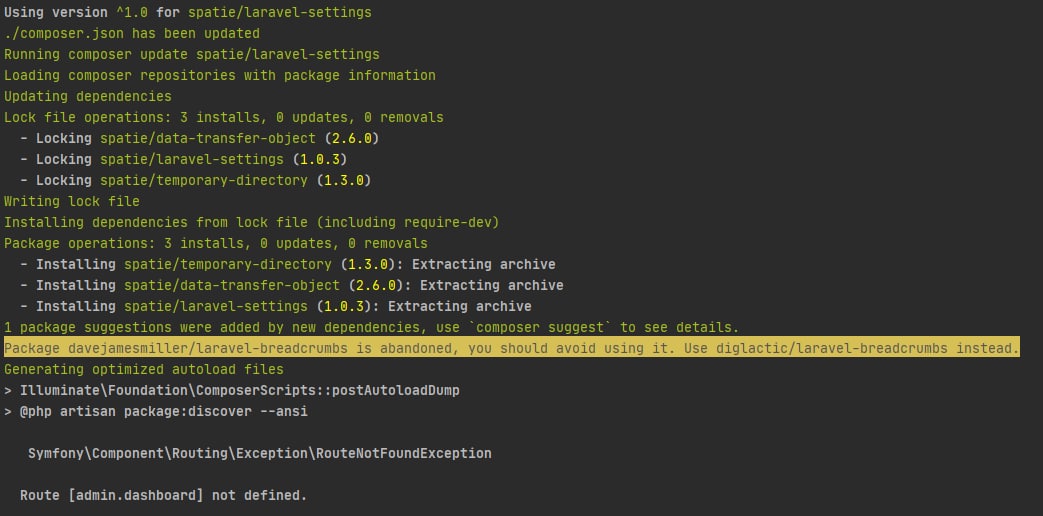 Using version ^1.0 for spatie/laravel-settings
./composer.json has been updated
Running composer update spatie/laravel-settings
Loading composer repositories with package information
Updating dependencies
Lock file operations: 3 installs, 0 updates, 0 removals
  - Locking spatie/data-transfer-object (2.6.0)
  - Locking spatie/laravel-settings (1.0.3)
  - Locking spatie/temporary-directory (1.3.0)
Writing lock file
Installing dependencies from lock file (including require-dev)
Package operations: 3 installs, 0 updates, 0 removals
  - Installing spatie/temporary-directory (1.3.0): Extracting archive
  - Installing spatie/data-transfer-object (2.6.0): Extracting archive
  - Installing spatie/laravel-settings (1.0.3): Extracting archive
1 package suggestions were added by new dependencies, use `composer suggest` to see details.
Package davejamesmiller/laravel-breadcrumbs is abandoned, you should avoid using it. Use diglactic/laravel-breadcrumbs instead.
Generating optimized autoload files
> Illuminate\Foundation\ComposerScripts::postAutoloadDump
> @php artisan package:discover --ansi
   Symfony\Component\Routing\Exception\RouteNotFoundException
  Route [admin.dashboard] not defined.